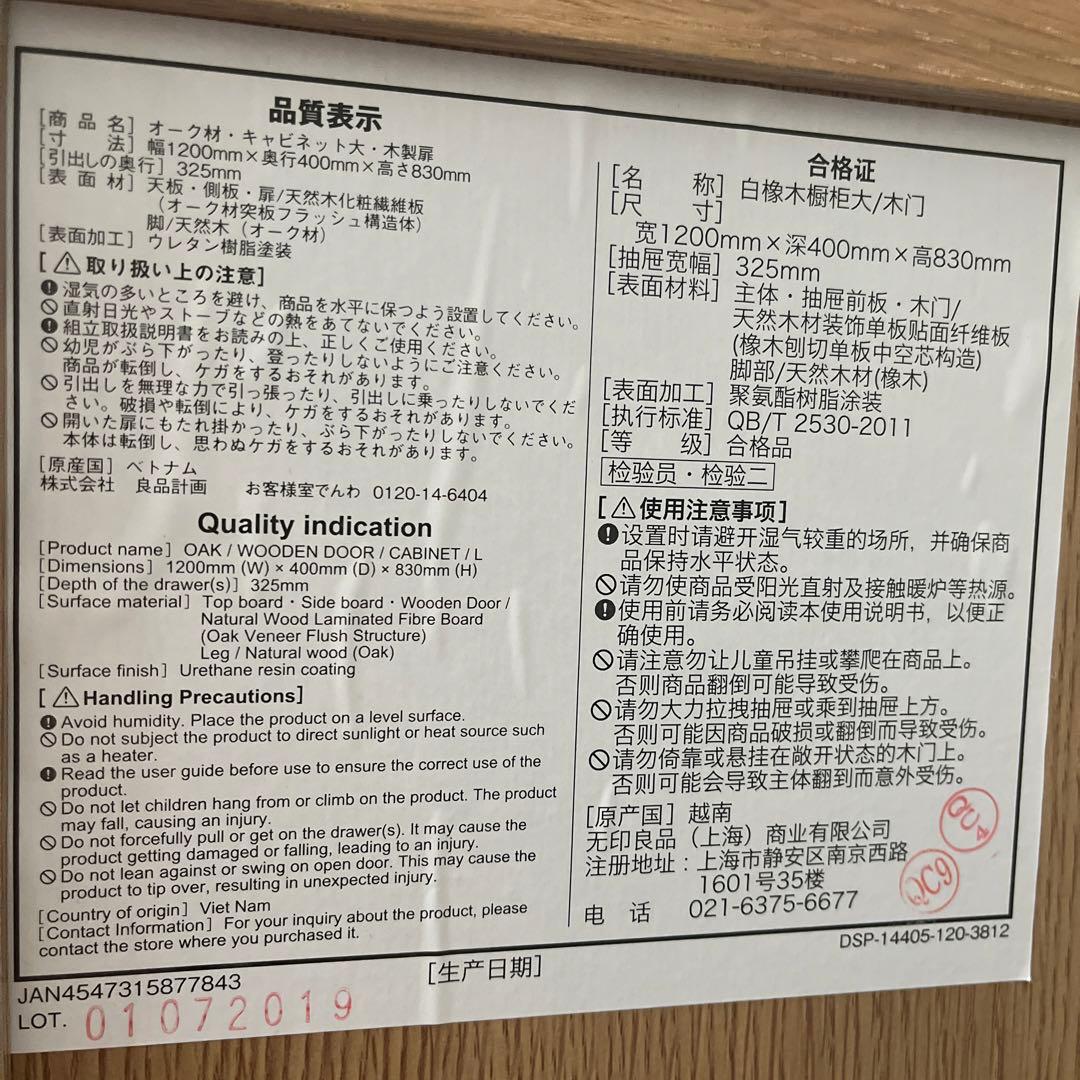 品質表示
[商品名] オーク材・キャビネット大・木製扉
[寸 法] 幅1200mm×奥行400mm×高さ830mm
[引出しの奥行] 325mm
[表面材] 天板・側板・扉/天然木化粧繊維板
(オーク材突板フラッシュ構造体)
脚/天然木(オーク材)
[表面加工] ウレタン樹脂塗装
[⚠取り扱い上の注意]
湿気の多いところを避け、商品を水平に保つよう設置してください。
直射日光やストーブなどの熱をあてないでください。
組立取扱説明書をお読みの上、正しくご使用ください。
幼児がぶら下がったり、登ったりしないようにご注意ください。
商品が転倒し、ケガをするおそれがあります。
引出しを無理な力で引っ張ったり、引出しに乗ったりしないでくだ
さい。破損や転倒により、ケガをするおそれがあります。
開いた扉にもたれ掛かったり、ぶら下がったりしないでください。
本体は転倒し、思わぬケガをするおそれがあります。
[原産国] ベトナム
株式会社 良品計画 お客様室でんわ 0120-14-6404
Quality indication
[Product name] OAK / WOODEN DOOR / CABINET / L
[Dimensions] 1200mm (W) × 400mm (D) × 830mm (H)
[Depth of the drawer(s)] 325mm
[Surface material] Top board・Side board・Wooden Door /
Natural Wood Laminated Fibre Board
(Oak Veneer Flush Structure)
Leg / Natural wood (Oak)
[Surface finish] Urethane resin coating
[⚠Handling Precautions]
Avoid humidity. Place the product on a level surface.
Do not subject the product to direct sunlight or heat source such
as a heater.
Read the user guide before use to ensure the correct use of the
product.
Do not let children hang from or climb on the product. The product
may fall, causing an injury.
Do not forcefully pull or get on the drawer(s). It may cause the
product getting damaged or falling, leading to an injury.
Do not lean against or swing on open door. This may cause the
product to tip over, resulting in unexpected injury.
[Country of origin] Viet Nam
[Contact Information] For your inquiry about the product, please
contact the store where you purchased it.
合格证
[名 称] 白橡木橱柜大/木门
[尺 寸]
宽1200mm×深400mm×高830mm
[抽屉宽幅] 325mm
[表面材料] 主体・抽屉前板・木门/
天然木材装饰单板贴面纤维板
(橡木刨切单板中空芯构造)
脚部/天然木材(橡木)
[表面加工] 聚氨酯树脂涂装
[执行标准] QB/T 2530-2011
[等 级] 合格品
检验员・检验二
[⚠使用注意事项]
设置时请避开湿气较重的场所，并确保商
品保持水平状态。
请勿使商品受阳光直射及接触暖炉等热源。
使用前请务必阅读本使用说明书，以便正
确使用。
请注意勿让儿童吊挂或攀爬在商品上。
否则商品翻倒可能导致受伤。
请勿大力拉拽抽屉或乘到抽屉上方。
否则可能因商品破损或翻倒而导致受伤。
请勿倚靠或悬挂在敞开状态的木门上。
否则可能会导致主体翻到而意外受伤。
[原产国] 越南
无印良品(上海)商业有限公司
注册地址：上海市静安区南京西路
1601号35楼
电 话 021-6375-6677
QC4
QC9
DSP-14405-120-3812
JAN4547315877843
[生产日期]
LOT. 01072019